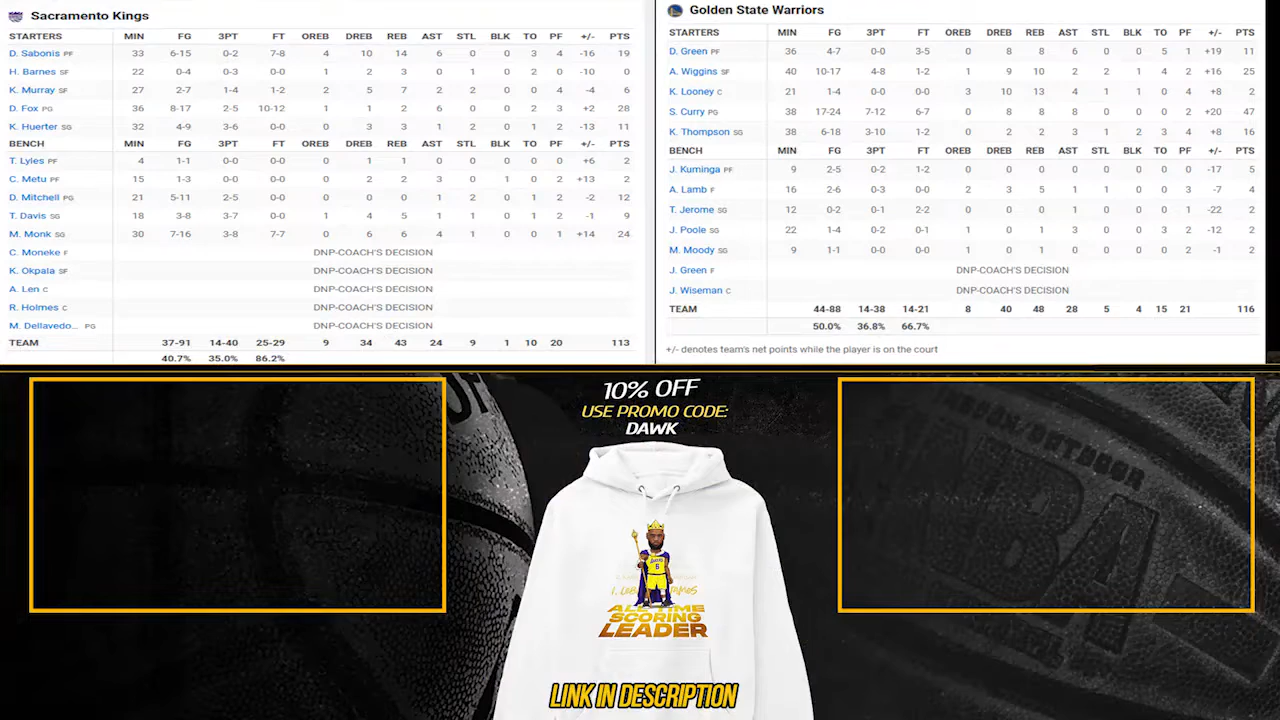 Sacramento Kings
STARTERS MIN FG 3PT FT OREB DREB REB AST STL BLK TO PF +/- PTS
D. Sabonis PF 33 6-15 0-2 7-8 4 10 14 6 0 0 3 4 -16 19
H. Barnes SF 22 0-4 0-3 0-0 1 2 3 0 1 0 2 0 -10 0
K. Murray SF 27 2-7 1-4 1-2 2 5 7 2 2 0 0 4 -4 6
D. Fox PG 36 8-17 2-5 10-12 1 1 2 6 0 0 2 3 +2 28
K. Huerter SG 32 4-9 3-6 0-0 0 3 3 1 2 0 1 2 -13 11
BENCH MIN FG 3PT FT OREB DREB REB AST STL BLK TO PF +/- PTS
T. Lyles PF 4 1-1 0-0 0-0 0 1 1 0 0 0 0 0 +6 2
C. Metu PF 15 1-3 0-0 0-0 0 2 2 3 0 1 0 2 +13 2
D. Mitchell PG 21 5-11 2-5 0-0 0 0 0 1 2 0 1 2 -2 12
T. Davis SG 18 3-8 3-7 0-0 1 4 5 1 1 0 1 2 -1 9
M. Monk SG 30 7-16 3-8 7-7 0 6 6 4 1 0 0 1 +14 24
C. Moneke F DNP-COACH'S DECISION
K. Okpala SF DNP-COACH'S DECISION
A. Len C DNP-COACH'S DECISION
R. Holmes C DNP-COACH'S DECISION
M. Dellavedo... PG DNP-COACH'S DECISION
TEAM 37-91 14-40 25-29 9 34 43 24 9 1 10 20 113
40.7% 35.0% 86.2%
Golden State Warriors
STARTERS MIN FG 3PT FT OREB DREB REB AST STL BLK TO PF +/- PTS
D. Green PF 36 4-7 0-0 3-5 0 8 8 6 0 0 5 1 +19 11
A. Wiggins SF 40 10-17 4-8 1-2 1 9 10 2 2 1 4 2 +16 25
K. Looney C 21 1-4 0-0 0-0 3 10 13 4 1 1 0 4 +8 2
S. Curry PG 38 17-24 7-12 6-7 0 8 8 8 0 0 0 2 +20 47
K. Thompson SG 38 6-18 3-10 1-2 0 2 2 3 1 2 3 4 +8 16
BENCH MIN FG 3PT FT OREB DREB REB AST STL BLK TO PF +/- PTS
J. Kuminga PF 9 2-5 0-2 1-2 0 0 0 0 0 0 0 0 -17 5
A. Lamb F 16 2-6 0-3 0-0 2 3 5 1 1 0 0 3 -7 4
T. Jerome SG 12 0-2 0-1 2-2 0 0 0 1 0 0 0 1 -22 2
J. Poole SG 22 1-4 0-2 0-1 1 0 1 3 0 0 3 2 -12 2
M. Moody SG 9 1-1 0-0 0-0 1 0 1 0 0 0 0 2 -1 2
J. Green F DNP-COACH'S DECISION
J. Wiseman C DNP-COACH'S DECISION
TEAM 44-88 14-38 14-21 8 40 48 28 5 4 15 21 116
50.0% 36.8% 66.7%
+/- denotes team's net points while the player is on the court
10% OFF
USE PROMO CODE:
DAWK
ALL TIME
SCORING
LEADER
LINK IN DESCRIPTION